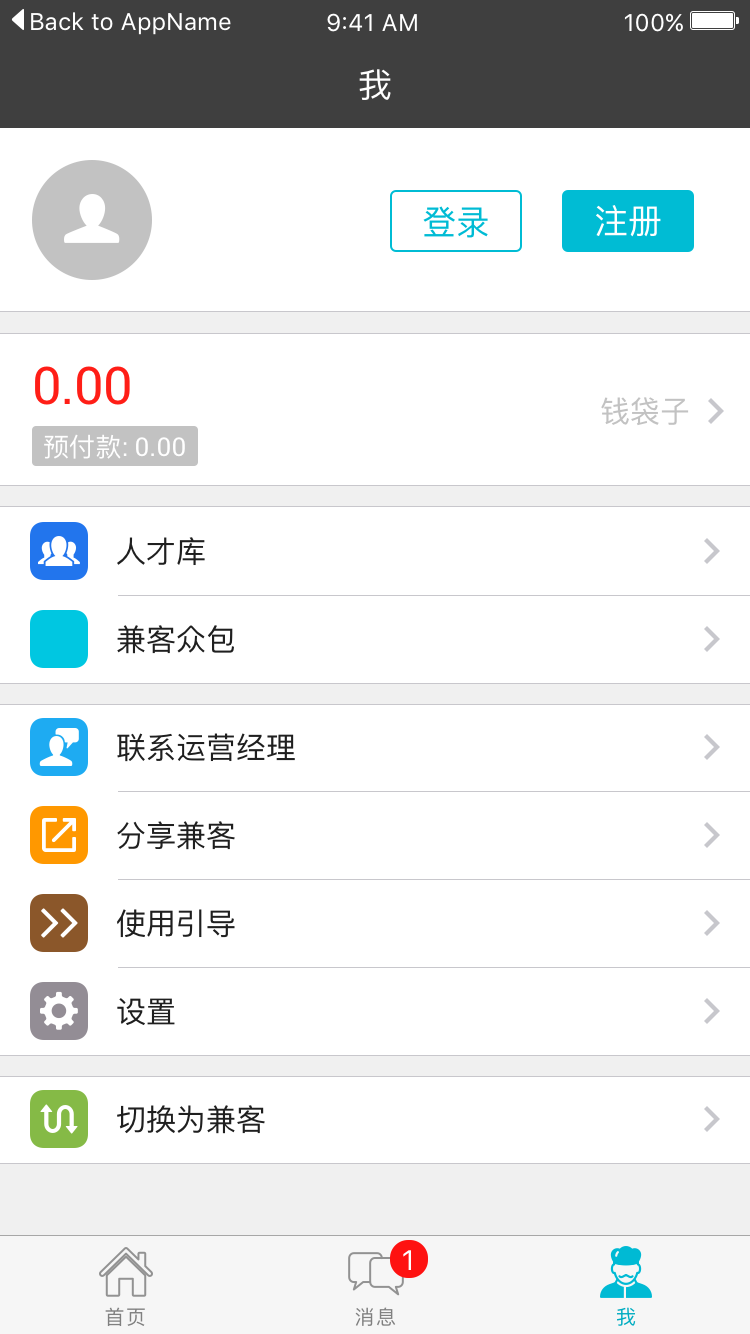 Back to AppName 9:41 AM 100%
我
登录 注册
0.00
钱袋子
预付款: 0.00
人才库
兼客众包
联系运营经理
分享兼客
使用引导
设置
切换为兼客
1
首页 消息 我